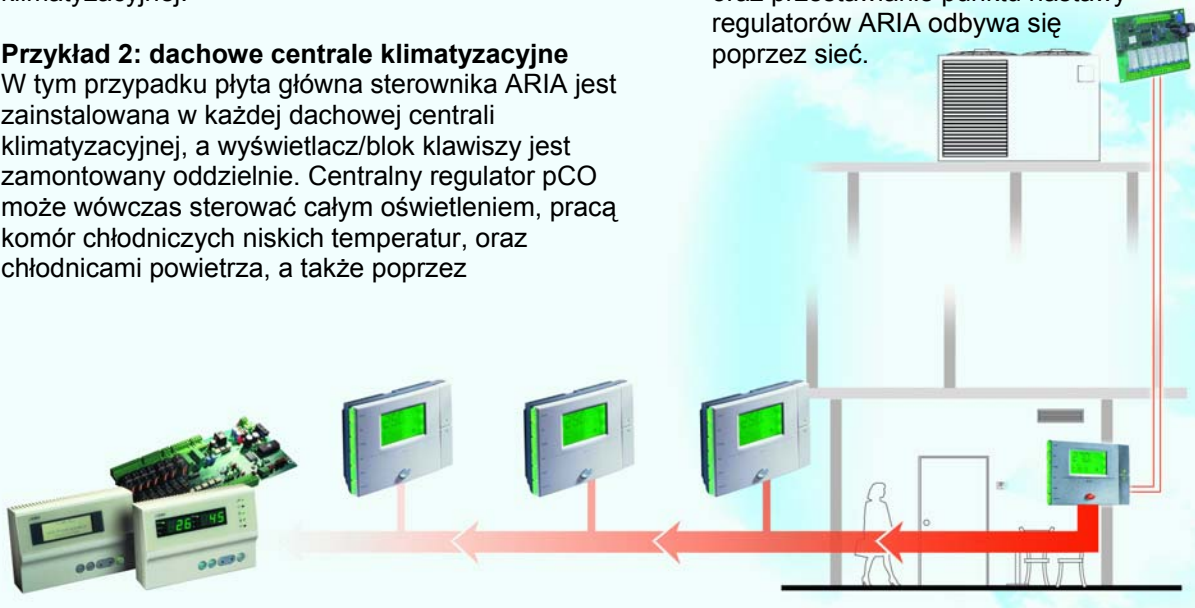 klimatyzacyjnej.
Przykład 2: dachowe centrale klimatyzacyjne
W tym przypadku płyta główna sterownika ARIA jest
zainstalowana w każdej dachowej centrali
klimatyzacyjnej, a wyświetlacz/blok klawiszy jest
zamontowany oddzielnie. Centralny regulator pCO
może wówczas sterować całym oświetleniem, pracą
komór chłodniczych niskich temperatur, oraz
chłodnicami powietrza, a także poprzez
oraz przestawianie punktu nastawy
regulatorów ARIA odbywa się
poprzez sieć.
26 45